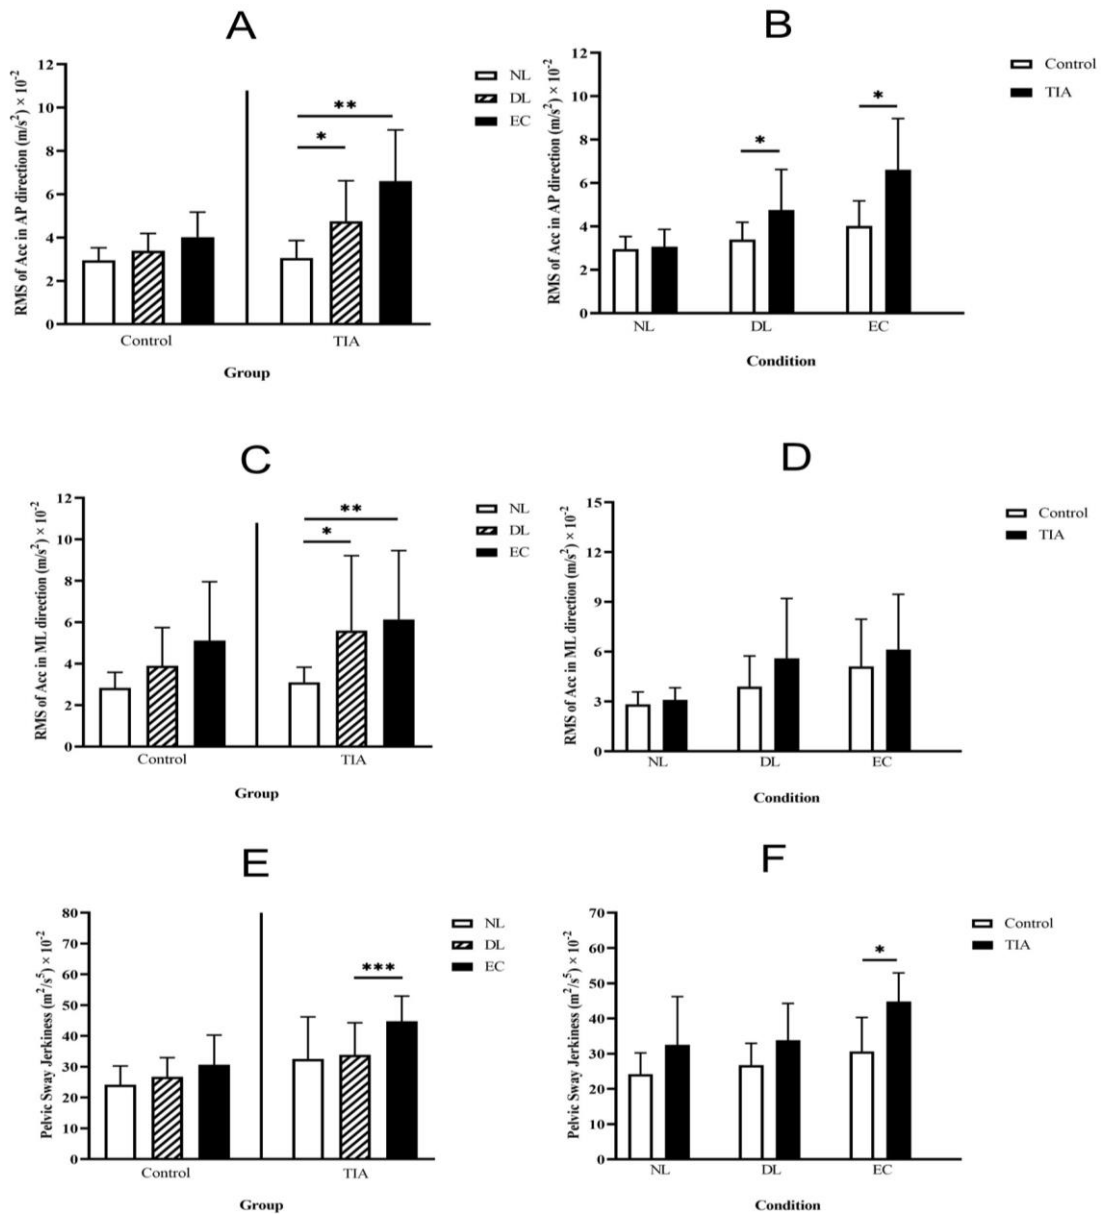 A
RMS of Acc in AP direction (m/s²) × 10⁻²
12
10
8
6
4
2
0
**
*
NL
DL
EC
Control
TIA
Group
B
RMS of Acc in AP direction (m/s²) × 10⁻²
12
10
8
6
4
2
0
*
*
Control
TIA
NL
DL
EC
Condition
C
RMS of Acc in ML direction (m/s²) × 10⁻²
12
10
8
6
4
2
0
**
*
NL
DL
EC
Control
TIA
Group
D
RMS of Acc in ML direction (m/s²) × 10⁻²
15
12
9
6
3
0
Control
TIA
NL
DL
EC
Condition
E
Pelvic Sway Jerkiness (m²/s⁵) × 10⁻²
80
70
60
50
40
30
20
10
0
***
NL
DL
EC
Control
TIA
Group
F
Pelvic Sway Jerkiness (m²/s⁵) × 10⁻²
70
60
50
40
30
20
10
0
*
Control
TIA
NL
DL
EC
Condition